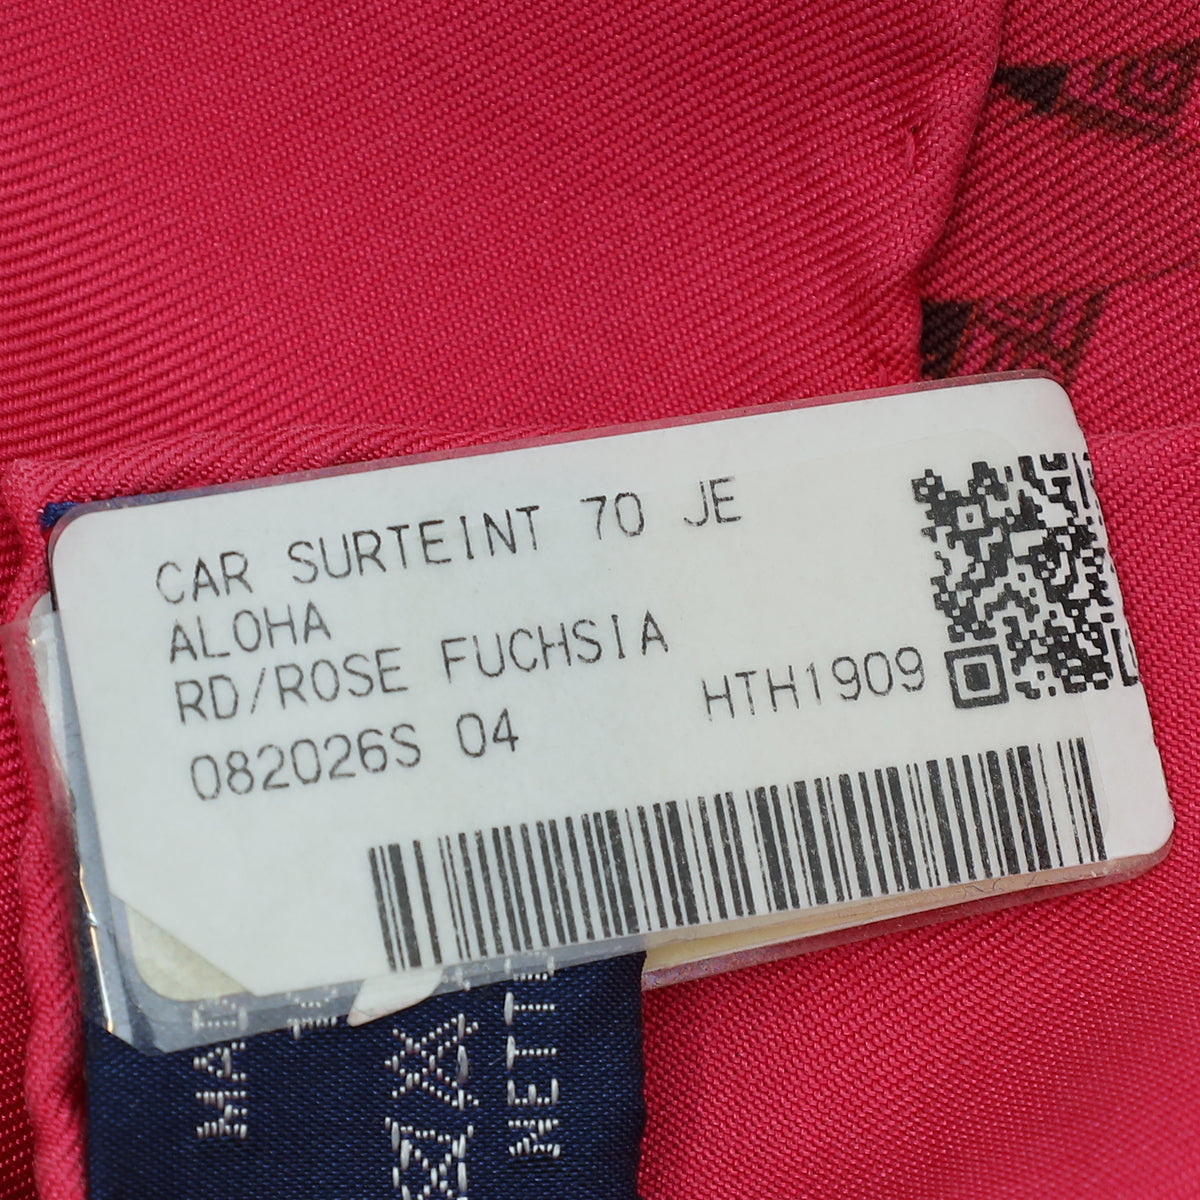 CAR SURTEINT 70 JE
ALOHA
RD/ROSE FUCHSIA
082026S 04
HTH1909